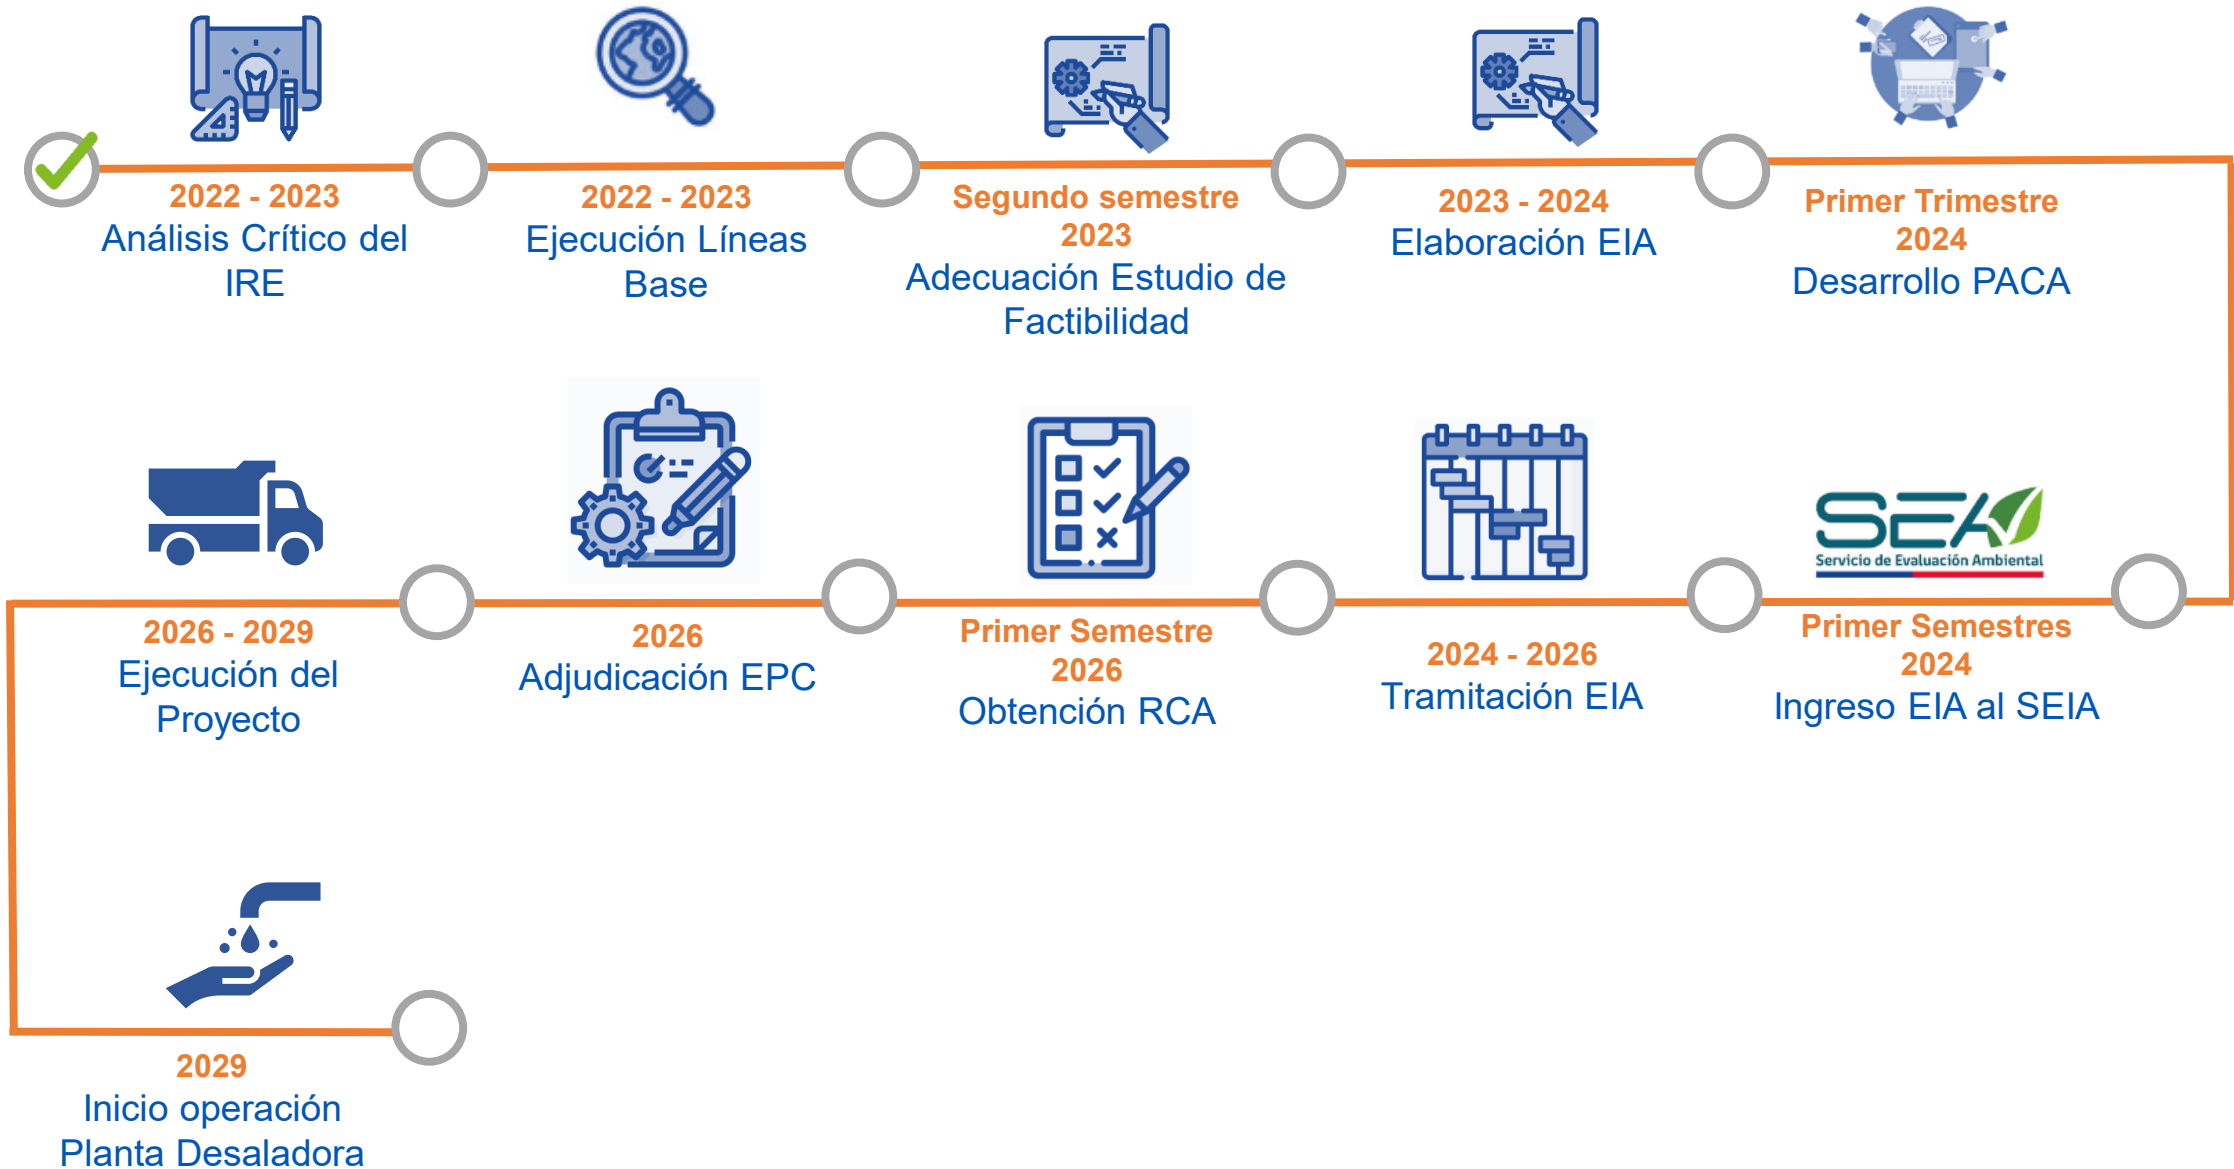 2022 - 2023
Análisis Crítico del
IRE
2022 - 2023
Ejecución Líneas
Base
Segundo semestre
2023
Adecuación Estudio de
Factibilidad
2023 - 2024
Elaboración EIA
Primer Trimestre
2024
Desarrollo PACA
SEA
Servicio de Evaluación Ambiental
Primer Semestres
2024
Ingreso EIA al SEIA
2024 - 2026
Tramitación EIA
Primer Semestre
2026
Obtención RCA
2026
Adjudicación EPC
2026 - 2029
Ejecución del
Proyecto
2029
Inicio operación
Planta Desaladora